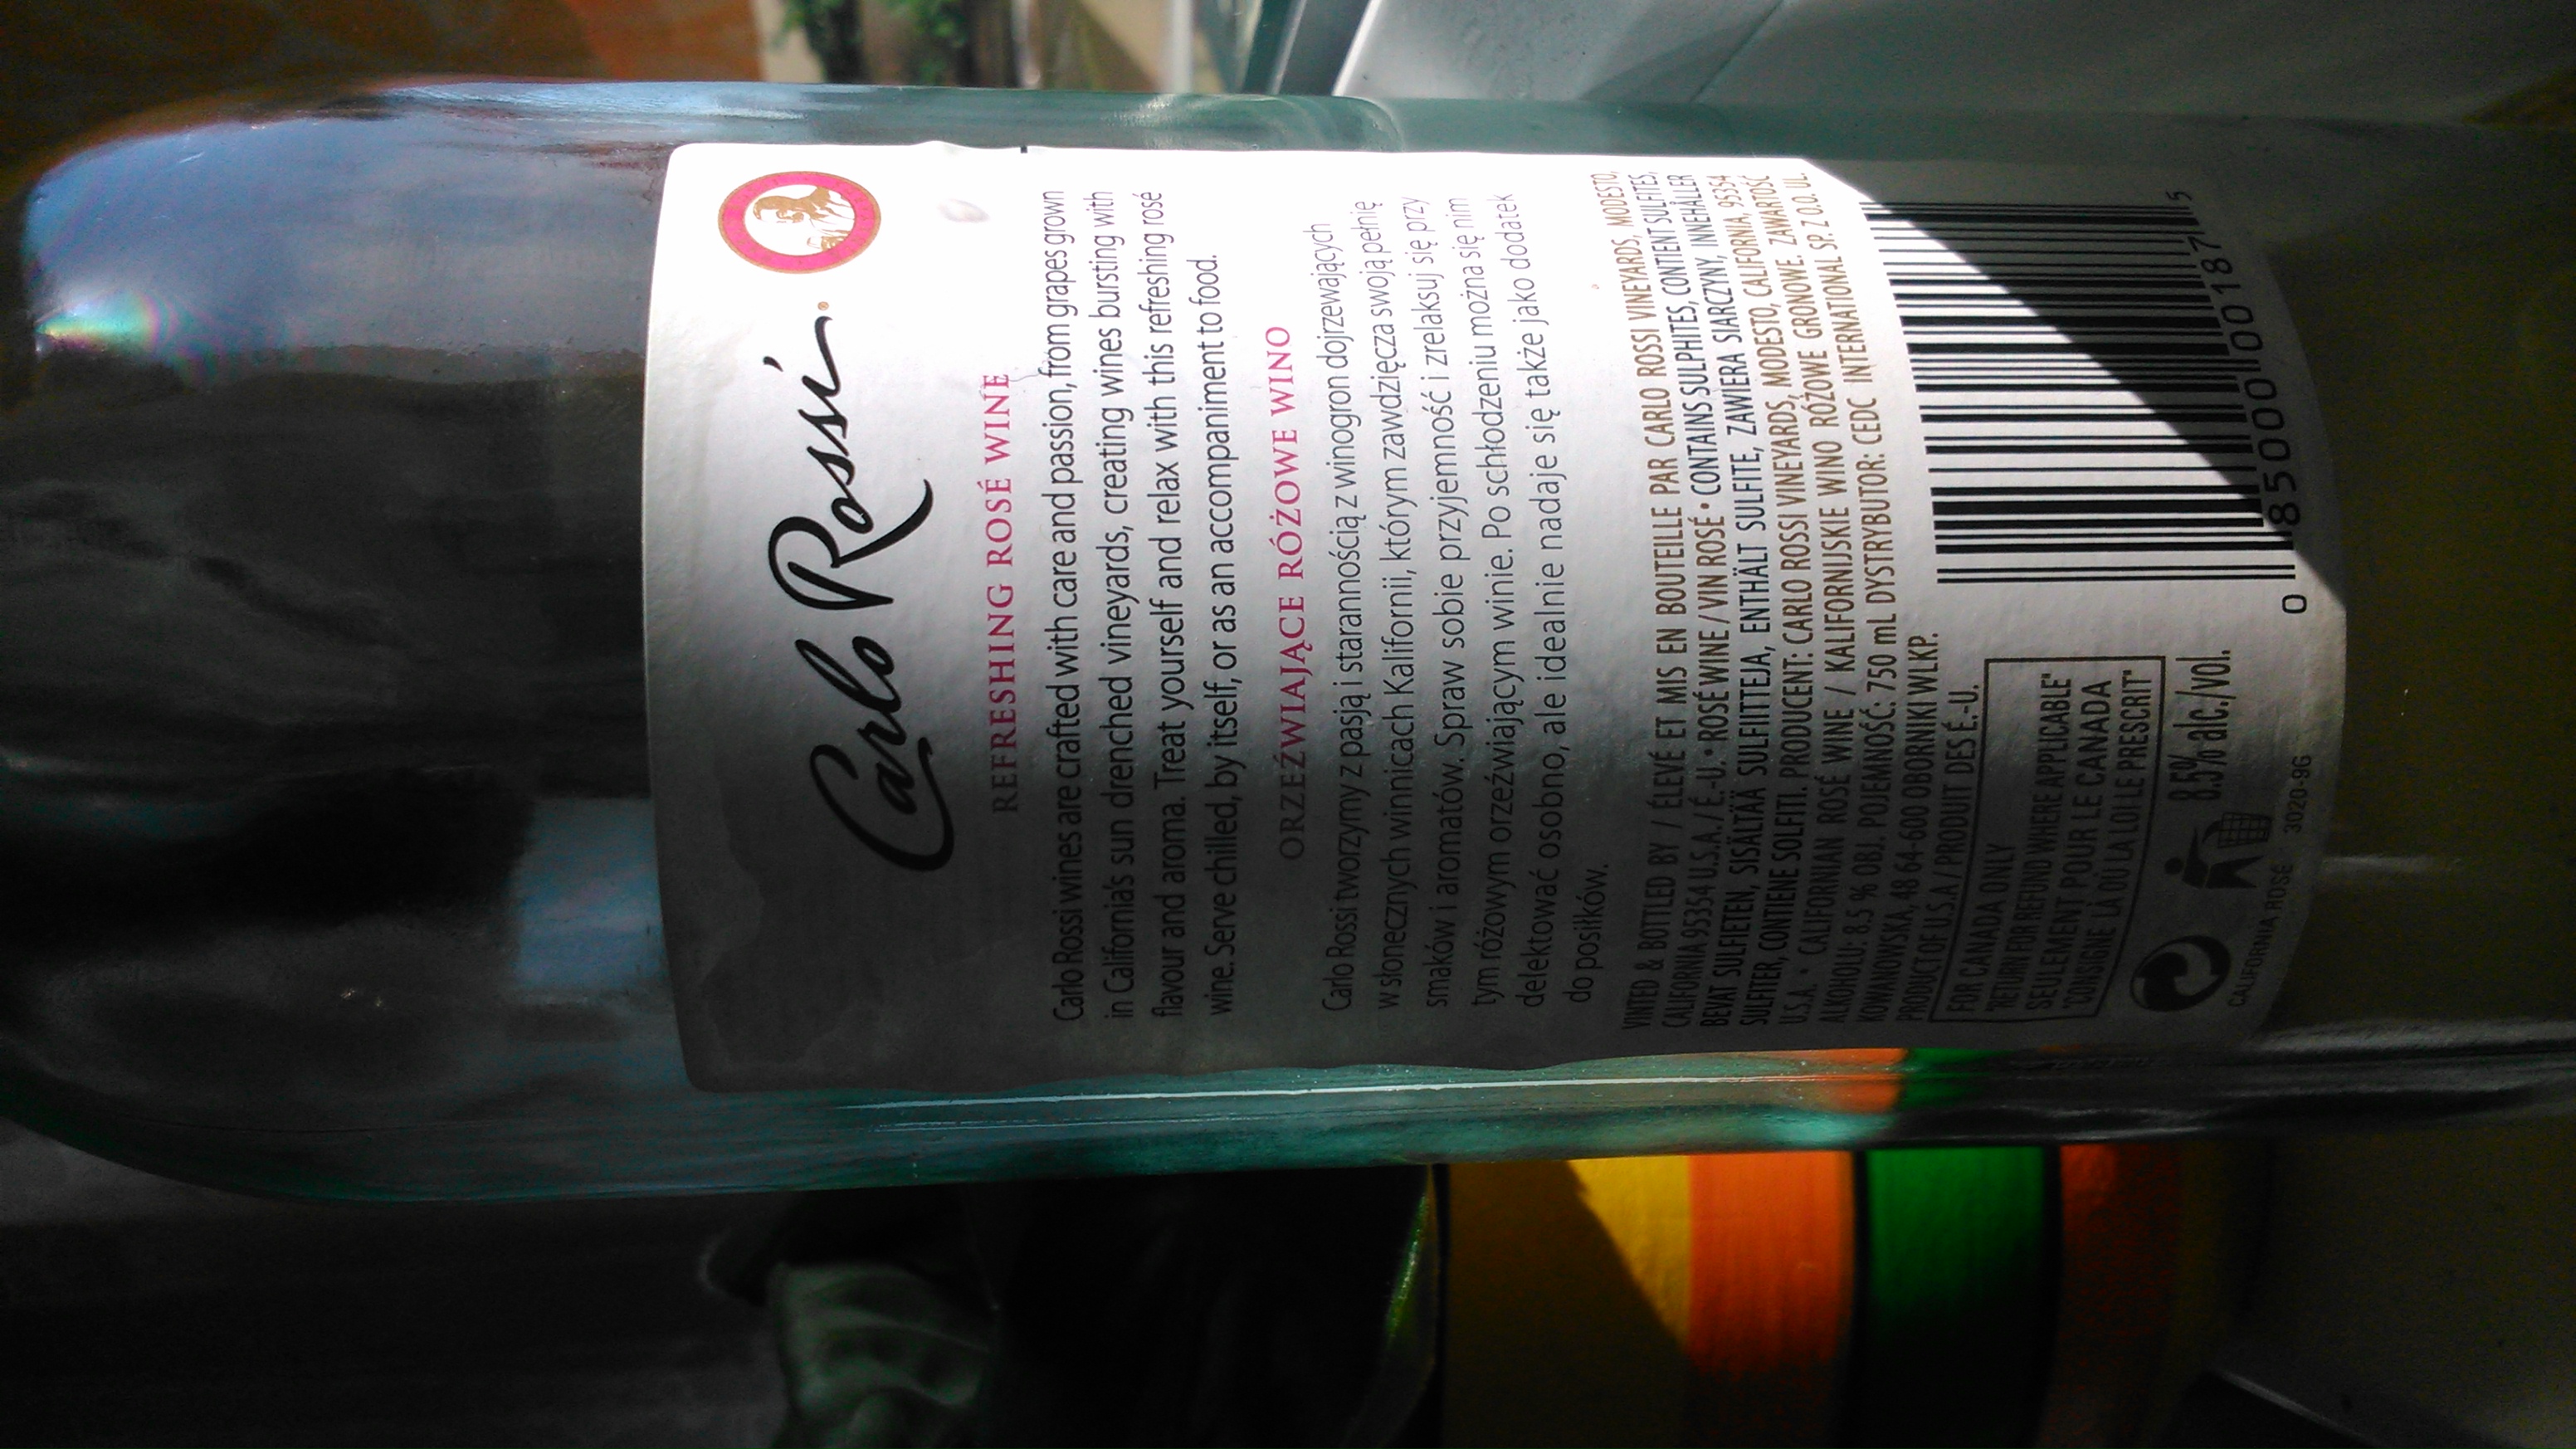 Carlo Rossi
REFRESHING ROSÉ WINE
Carlo Rossi wines are crafted with care and passion, from grapes grown
in California's sun drenched vineyards, creating wines bursting with
flavour and aroma. Treat yourself and relax with this refreshing rosé
wine. Serve chilled, by itself, or as an accompaniment to food.
ORZEŹWIAJĄCE RÓŻOWE WINO
Carlo Rossi tworzymy z pasją i starannością z winogron dojrzewających
w słonecznych winnicach Kalifornii, którym zawdzięcza swoją pełnię
smaków i aromatów. Spraw sobie przyjemność i zrelaksuj się przy
tym różowym orzeźwiającym winie. Po schłodzeniu można się nim
delektować osobno, ale idealnie nadaje się także jako dodatek
do posiłków.
VINTED & BOTTLED BY / ÉLEVÉ ET MIS EN BOUTEILLE PAR CARLO ROSSI VINEYARDS, MODESTO,
CALIFORNIA 95354 U.S.A. / É.-U. • ROSÉ WINE / VIN ROSÉ • CONTAINS SULPHITES, CONTIENT SULFITES,
BEVAT SULFIETEN, SISÄLTÄÄ SULFIITTEJA, ENTHÄLT SULFITE, ZAWIERA SIARCZYNY, INNEHÅLLER
SULFITER, CONTIENE SOLFITI. PRODUCENT: CARLO ROSSI VINEYARDS, MODESTO, CALIFORNIA, 95354
U.S.A. • CALIFORNIAN ROSÉ WINE / KALIFORNIJSKIE WINO RÓŻOWE GRONOWE. ZAWARTOŚĆ
ALKOHOLU: 8.5 % OBJ. POJEMNOŚĆ: 750 mL DYSTRYBUTOR: CEDC INTERNATIONAL SP. Z O.O. UL.
KOWANOWSKA, 48 64-600 OBORNIKI WLKP.
PRODUCT OF U.S.A / PRODUIT DES É.-U.
FOR CANADA ONLY
"RETURN FOR REFUND WHERE APPLICABLE"
SEULEMENT POUR LE CANADA
"CONSIGNÉE LÀ OÙ LA LOI LE PRESCRIT"
8.5% alc./vol.
CALIFORNIA ROSE 3020-96
0 85000 00187 5